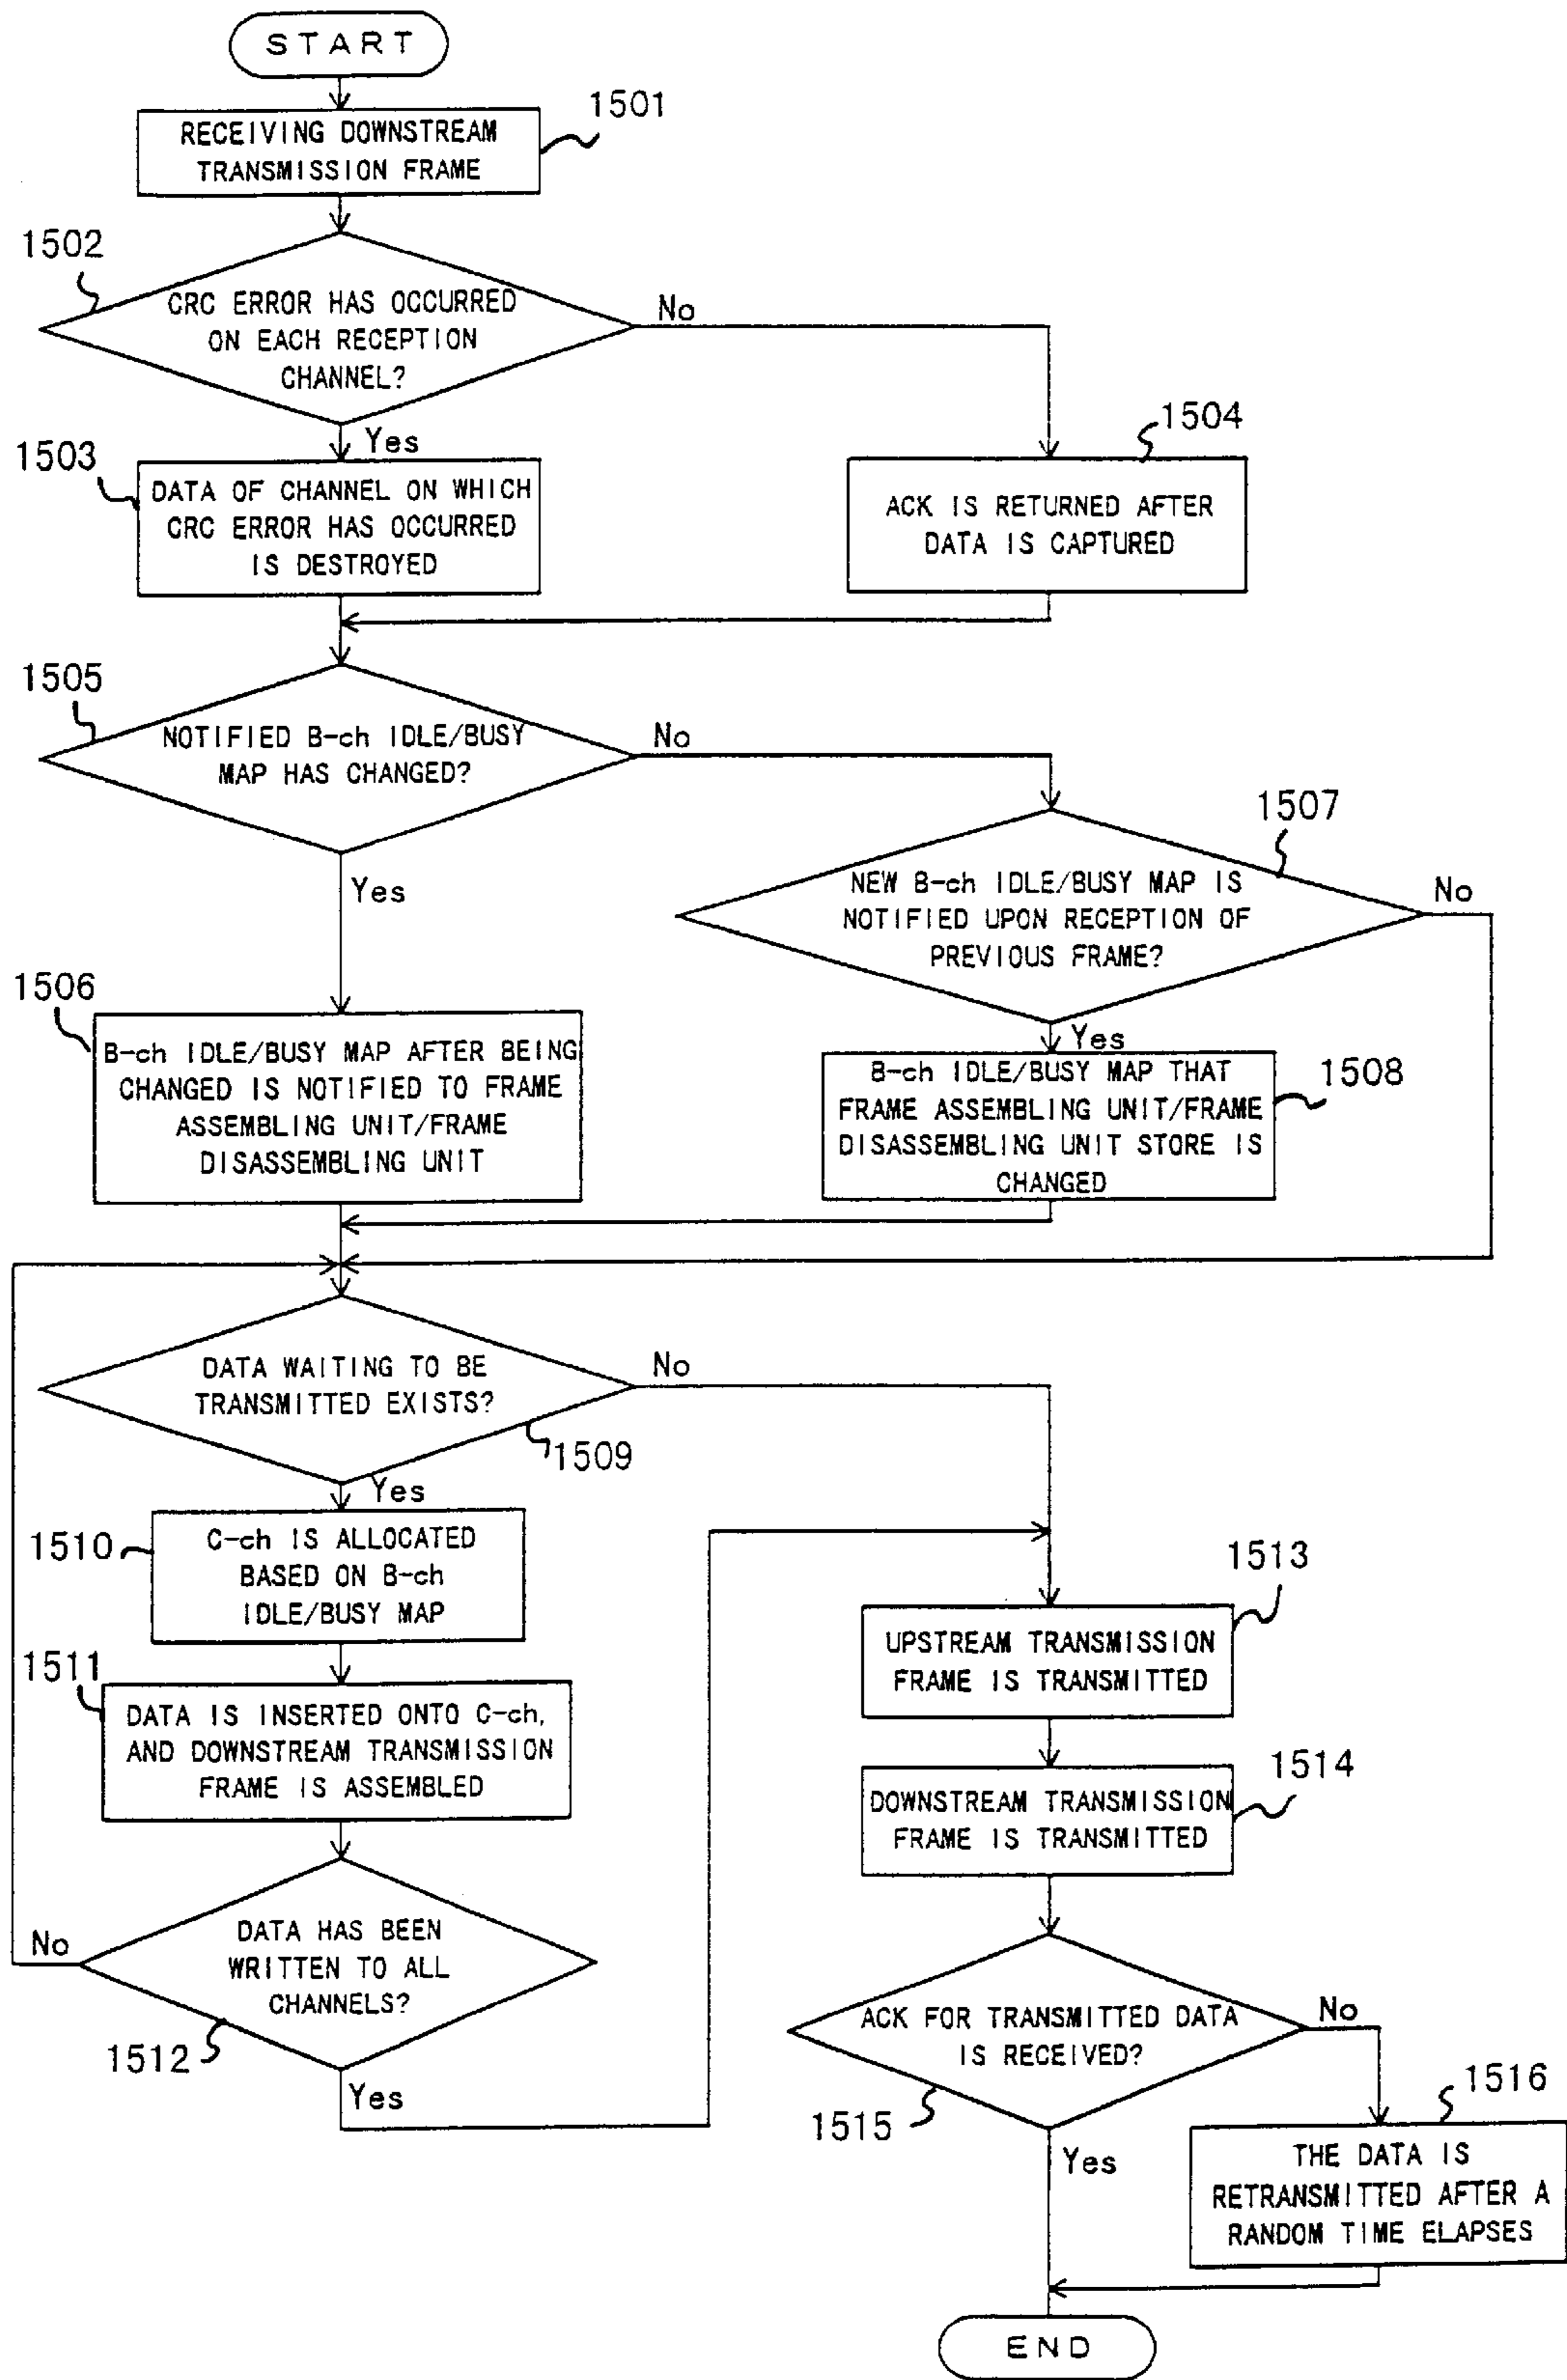 START
1501
RECEIVING DOWNSTREAM
TRANSMISSION FRAME
1502
CRC ERROR HAS OCCURRED
ON EACH RECEPTION
CHANNEL?
No
Yes
1503
DATA OF CHANNEL ON WHICH
CRC ERROR HAS OCCURRED
IS DESTROYED
1504
ACK IS RETURNED AFTER
DATA IS CAPTURED
1505
NOTIFIED B-ch IDLE/BUSY
MAP HAS CHANGED?
No
Yes
1507
NEW B-ch IDLE/BUSY MAP IS
NOTIFIED UPON RECEPTION OF
PREVIOUS FRAME?
No
Yes
1506
B-ch IDLE/BUSY MAP AFTER BEING
CHANGED IS NOTIFIED TO FRAME
ASSEMBLING UNIT/FRAME
DISASSEMBLING UNIT
1508
B-ch IDLE/BUSY MAP THAT
FRAME ASSEMBLING UNIT/FRAME
DISASSEMBLING UNIT STORE IS
CHANGED
DATA WAITING TO BE
TRANSMITTED EXISTS?
No
1509
Yes
1510
C-ch IS ALLOCATED
BASED ON B-ch
IDLE/BUSY MAP
1511
DATA IS INSERTED ONTO C-ch,
AND DOWNSTREAM TRANSMISSION
FRAME IS ASSEMBLED
DATA HAS BEEN
WRITTEN TO ALL
CHANNELS?
No
1512
Yes
1513
UPSTREAM TRANSMISSION
FRAME IS TRANSMITTED
1514
DOWNSTREAM TRANSMISSION
FRAME IS TRANSMITTED
ACK FOR TRANSMITTED DATA
IS RECEIVED?
No
1515
Yes
1516
THE DATA IS
RETRANSMITTED AFTER A
RANDOM TIME ELAPSES
END